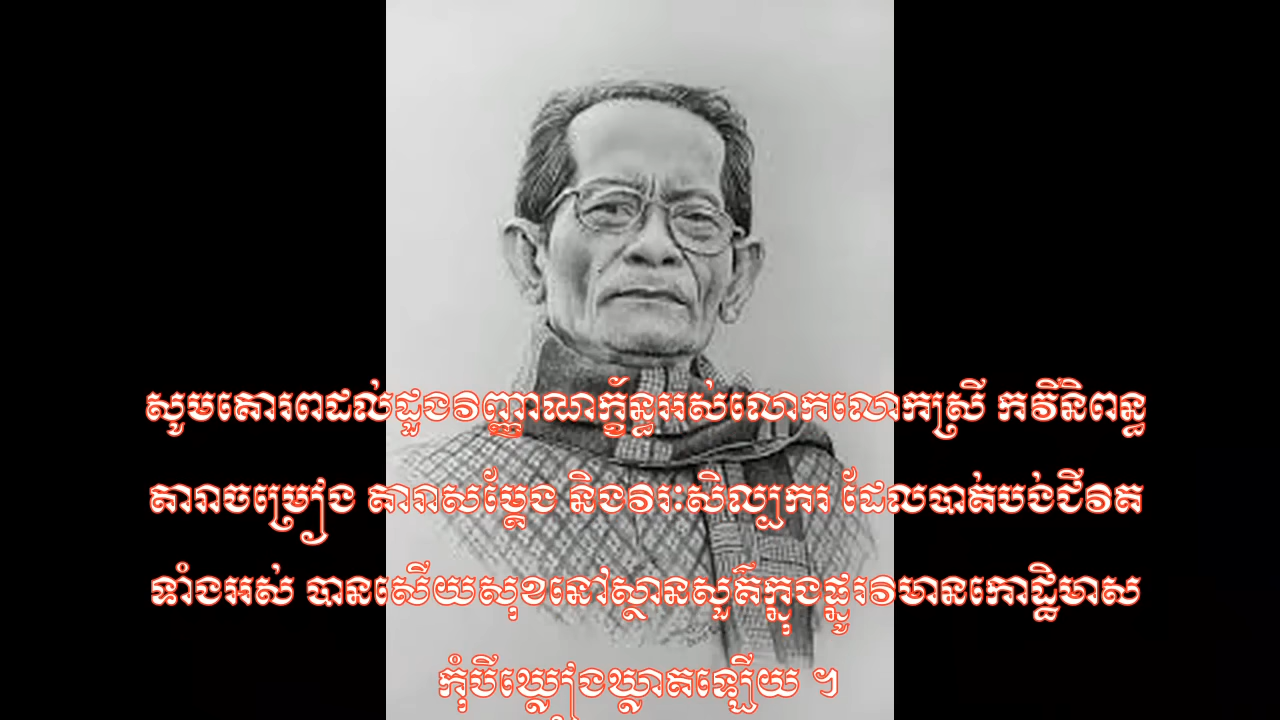 សូមគោរពដល់ដួងវិញ្ញាណក្ខ័ន្ធអស់លោកលោកស្រី កវីនិពន្ធ
តារាចម្រៀង តារាសម្ដែង និងវិរៈសិល្បករ ដែលបាត់បង់ជីវិត
ទាំងអស់ បានសើយសុខនៅស្ថានសួគ៌ក្នុងផ្នូរវិមានកោដ្ធិមាស
កុំបីឃ្លៀងឃ្លាតឡើយ ។